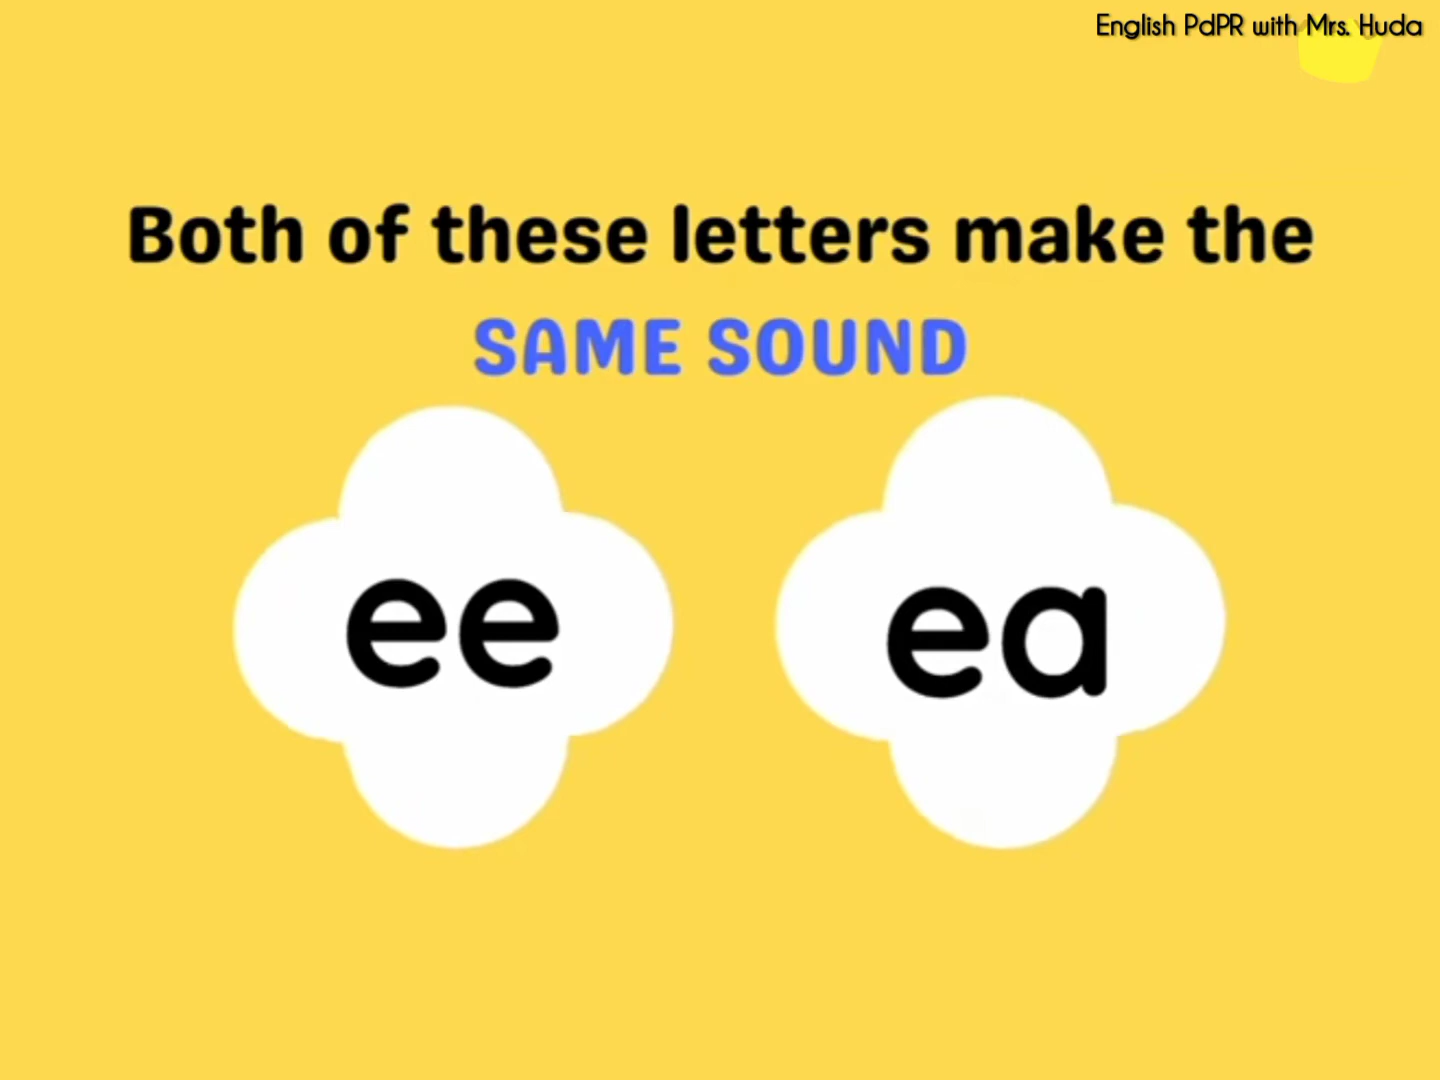 English PdPR with Mrs. Huda
Both of these letters make the
SAME SOUND
ee ea